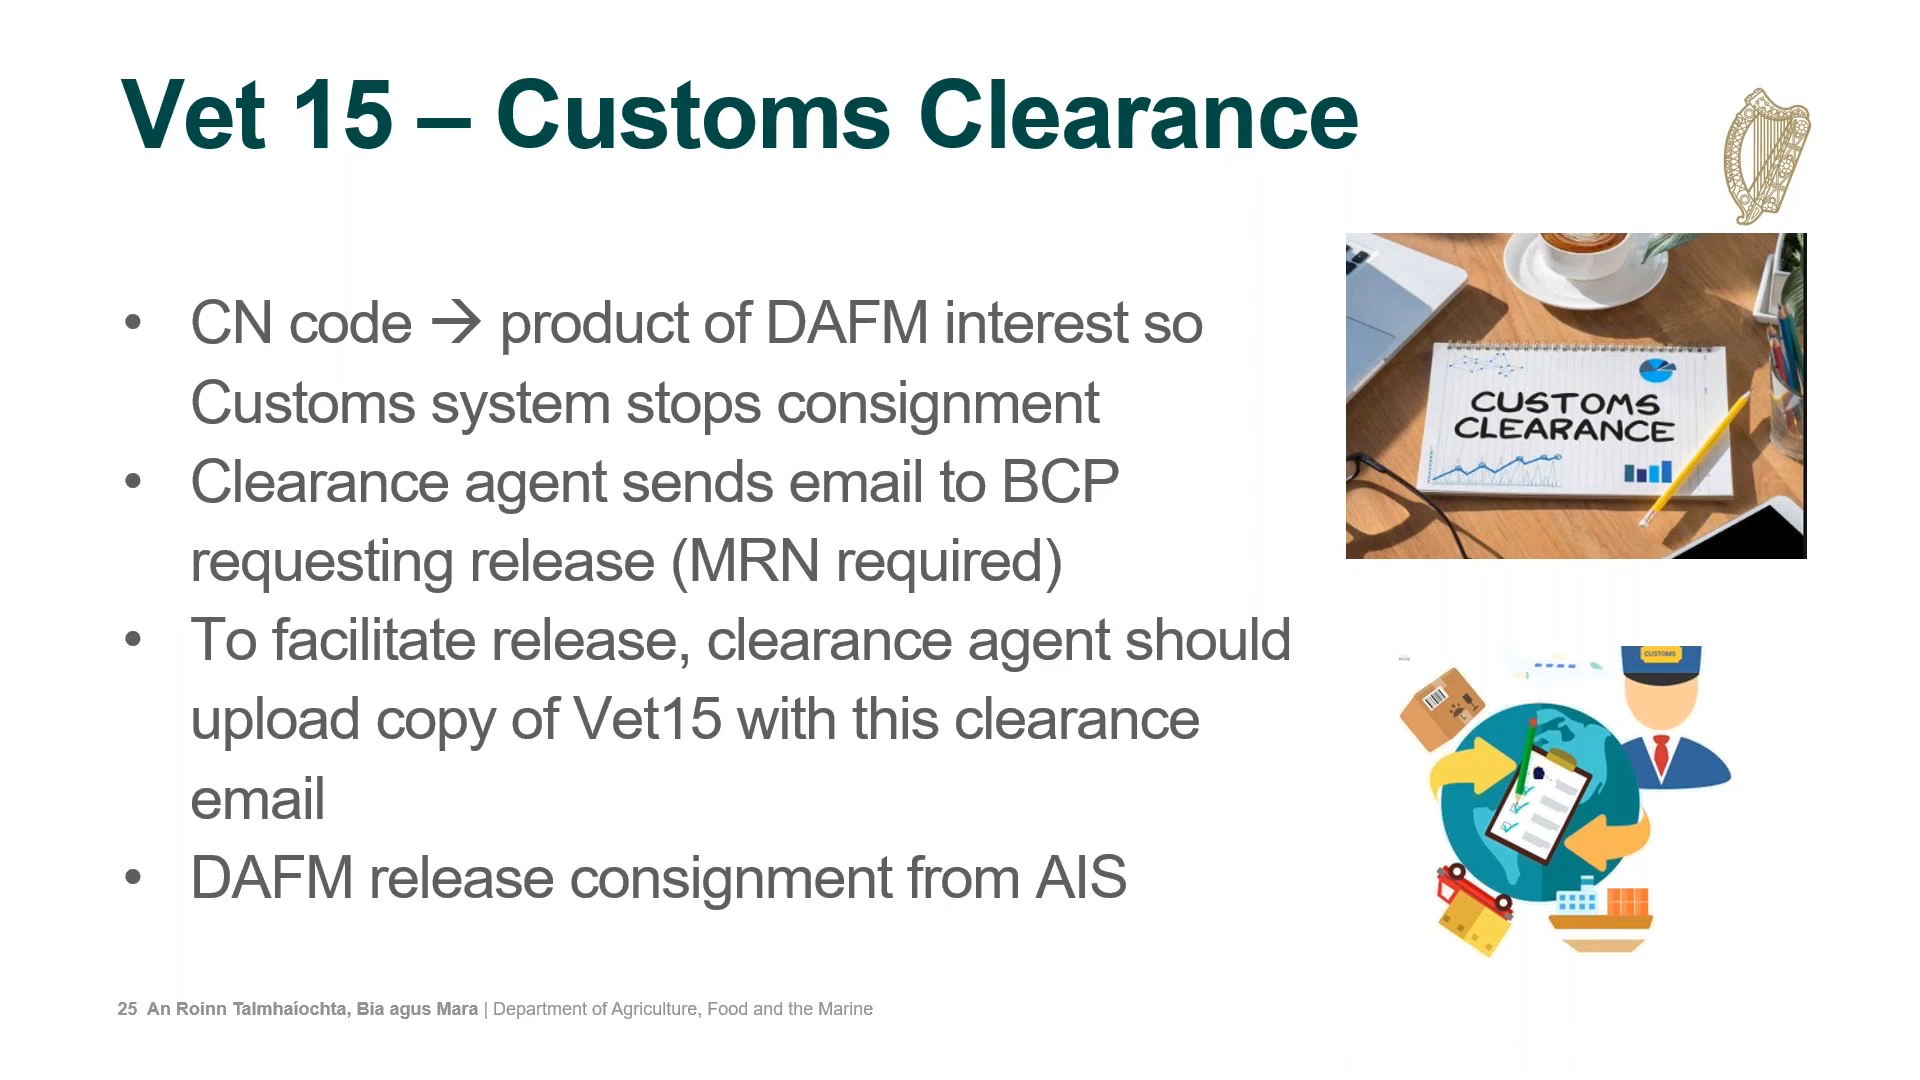 Vet 15 – Customs Clearance
• CN code → product of DAFM interest so
Customs system stops consignment
• Clearance agent sends email to BCP
requesting release (MRN required)
• To facilitate release, clearance agent should
upload copy of Vet15 with this clearance
email
• DAFM release consignment from AIS
CUSTOMS
CLEARANCE
CUSTOMS
25 An Roinn Talmhaíochta, Bia agus Mara | Department of Agriculture, Food and the Marine